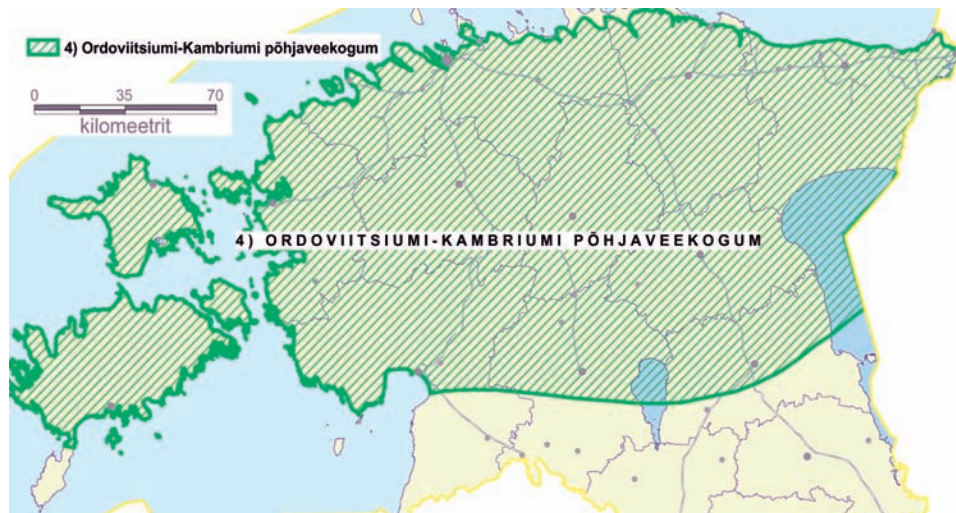 4) Ordoviitsiumi-Kambriumi põhjaveekogum
0 35 70
kilomeetrit
4) ORDOVIITSIUMI-KAMBRIUMI PÕHJAVEEKOGUM